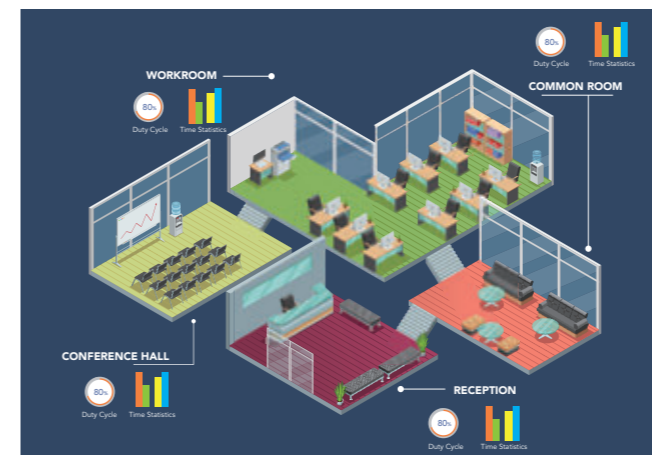 80%
Duty Cycle
Time Statistics
COMMON ROOM
WORKROOM
80%
Duty Cycle
Time Statistics
CONFERENCE HALL
80%
Duty Cycle
Time Statistics
RECEPTION
80%
Duty Cycle
Time Statistics